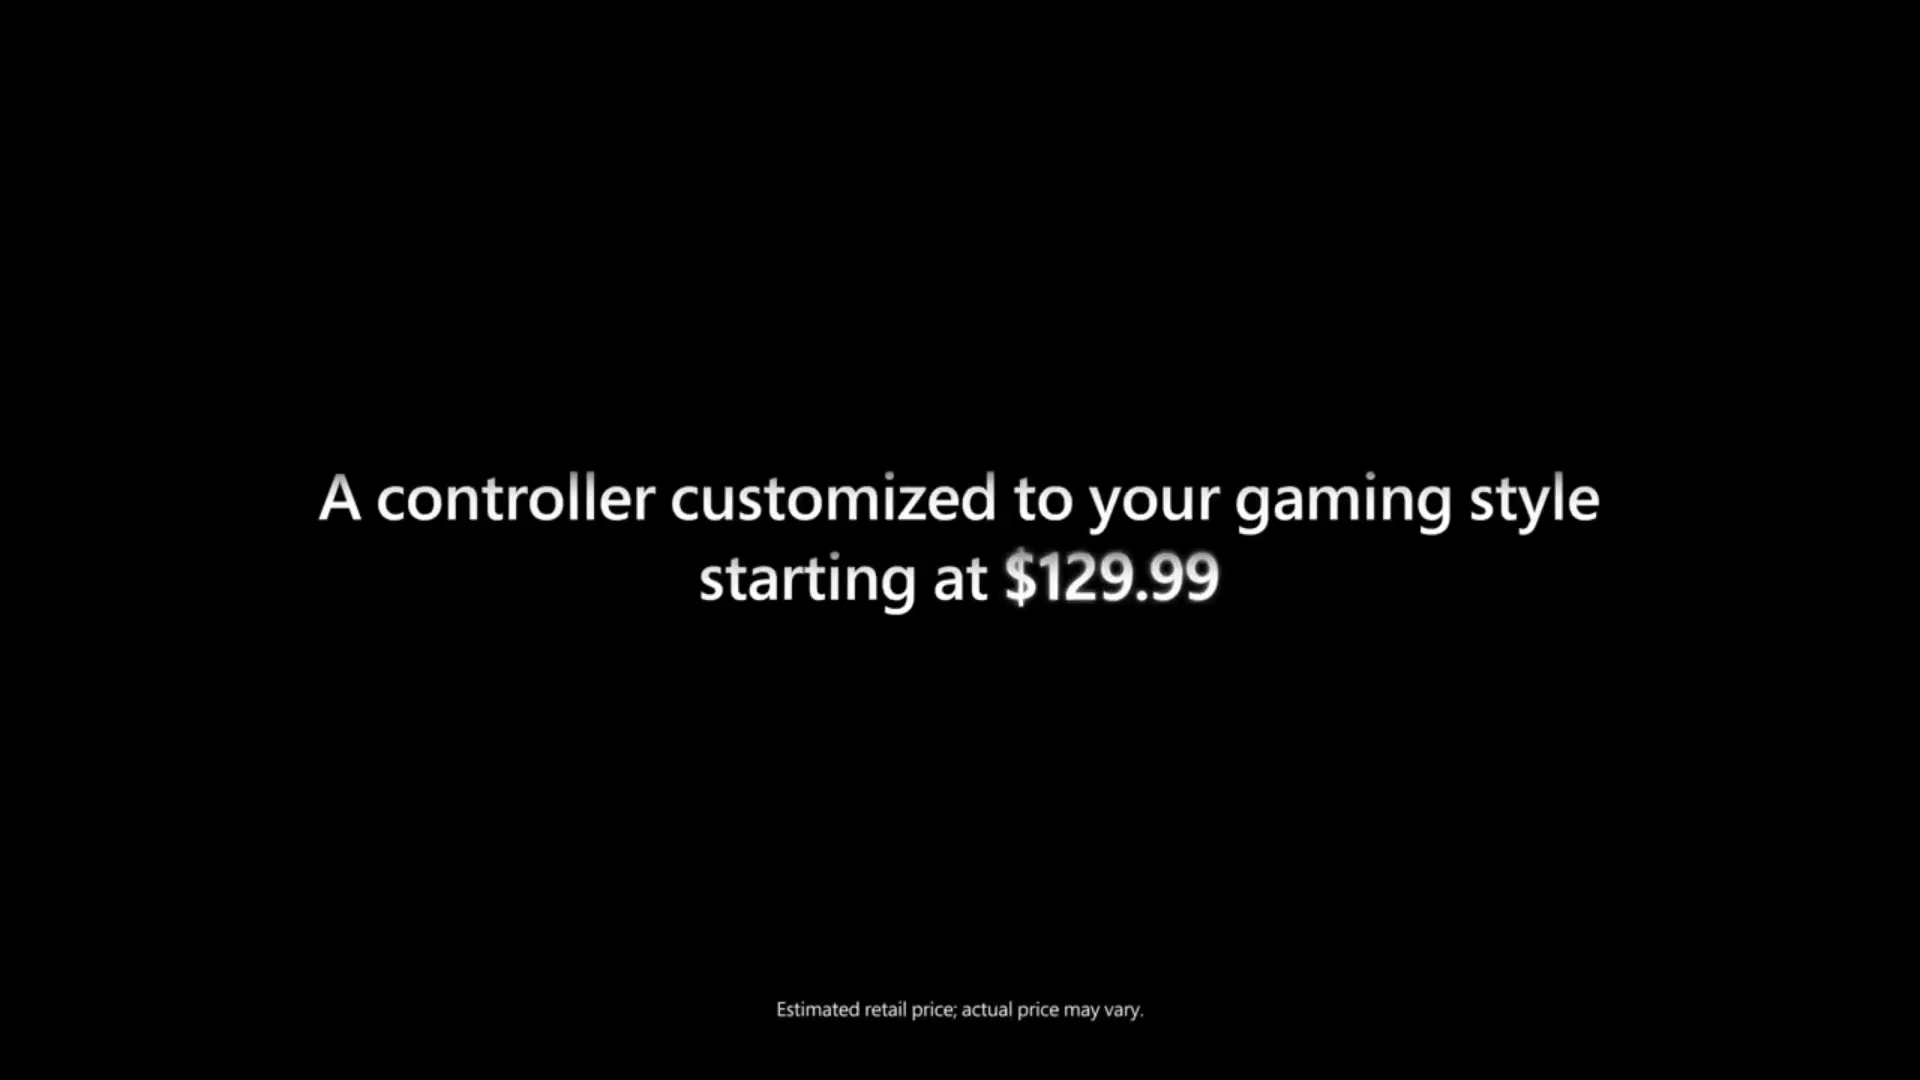 A controller customized to your gaming style
starting at $129.99
Estimated retail price; actual price may vary.